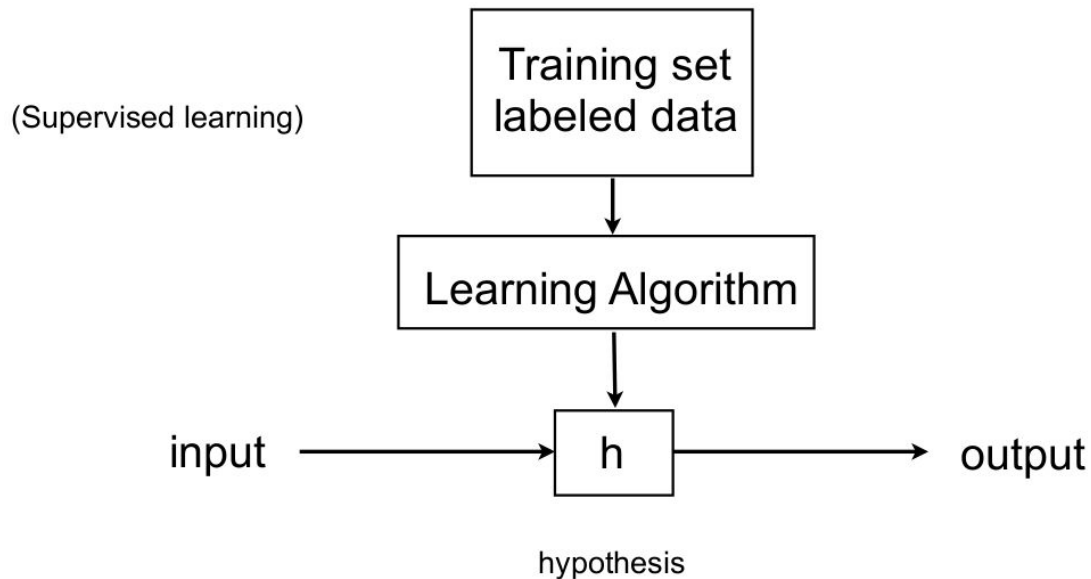 Training set
labeled data
(Supervised learning)
Learning Algorithm
input
h
output
hypothesis